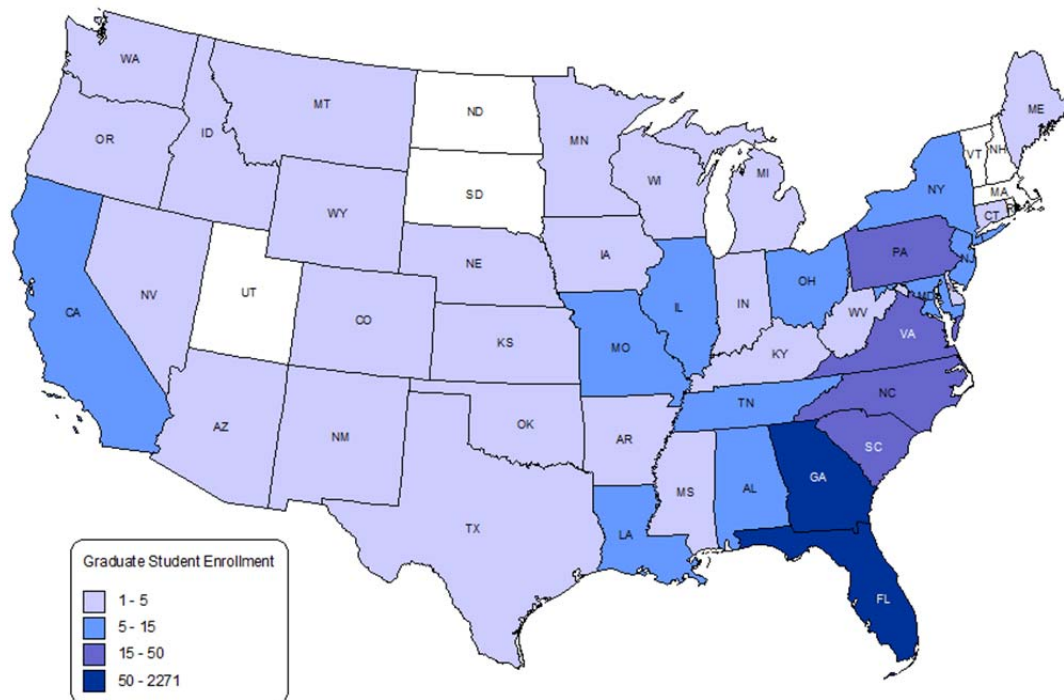 WA
MT
ND
MN
ME
OR
ID
VT
NH
WI
MI
SD
NY
MA
WY
CT
IA
PA
NE
NJ
OH
NV
UT
IN
IL
MD
WV
CA
CO
VA
KS
MO
KY
NC
TN
AZ
NM
OK
AR
SC
MS
AL
GA
TX
LA
FL
Graduate Student Enrollment
1 - 5
5 - 15
15 - 50
50 - 2271